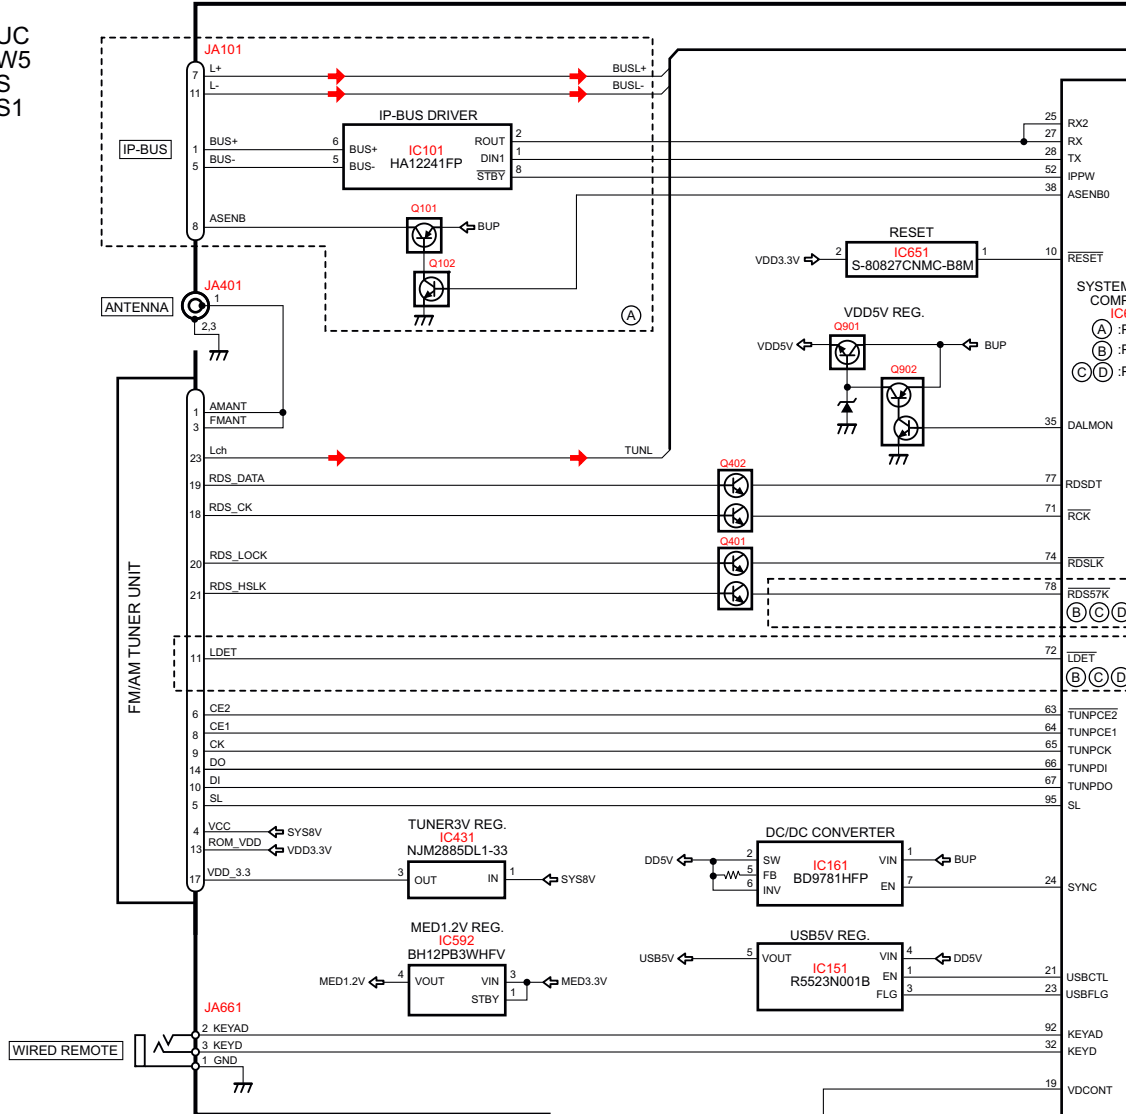 UC
W5
S
S1
JA101
7
L+
BUSL+
11
L-
BUSL-
IP-BUS
IP-BUS DRIVER
1
BUS+
6
BUS+
IC101
HA12241FP
ROUT
2
5
BUS-
5
BUS-
DIN1
1
STBY
8
25
RX2
27
RX
28
TX
52
IPPW
38
ASENB0
8
ASENB
Q101
BUP
Q102
A
RESET
VDD3.3V
2
IC651
S-80827CNMC-B8M
1
10
RESET
SYSTEM
A
B
C D
ANTENNA
JA401
1
2,3
VDD5V REG.
Q901
VDD5V
BUP
Q902
35
DALMON
FM/AM TUNER UNIT
1
AMANT
3
FMANT
23
Lch
TUNL
19
RDS_DATA
Q402
77
RDSDT
18
RDS_CK
71
RCK
20
RDS_LOCK
Q401
74
RDSLK
21
RDS_HSLK
78
RDS57K
B C D
11
LDET
72
LDET
B C D
6
CE2
63
TUNPCE2
8
CE1
64
TUNPCE1
9
CK
65
TUNPCK
14
DO
66
TUNPDI
10
DI
67
TUNPDO
5
SL
95
SL
4
VCC
SYS8V
13
ROM_VDD
VDD3.3V
17
VDD_3.3
TUNER3V REG.
IC431
NJM2885DL1-33
3
OUT
IN
1
SYS8V
DC/DC CONVERTER
DD5V
2
SW
5
FB
6
INV
IC161
BD9781HFP
VIN
1
BUP
EN
7
24
SYNC
MED1.2V REG.
IC592
BH12PB3WHFV
MED1.2V
4
VOUT
VIN
3
STBY
1
MED3.3V
USB5V REG.
USB5V
5
VOUT
IC151
R5523N001B
VIN
4
DD5V
EN
1
21
USBCTL
FLG
3
23
USBFLG
JA661
WIRED REMOTE
2 KEYAD
92
KEYAD
3 KEYD
32
KEYD
1 GND
19
VDCONT